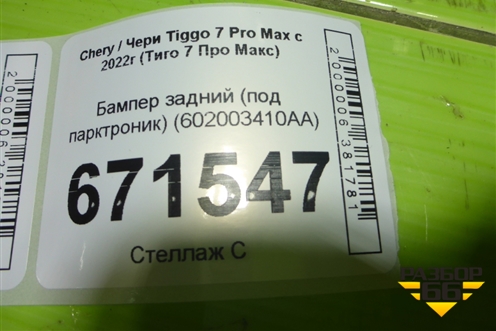 Chery / Чери Tiggo 7 Pro Max с
2022г (Тиго 7 Про Макс)
Бампер задний (под
парктроник) (602003410AA)
671547
Стеллаж С
2000006381781
РАЗБОР
66